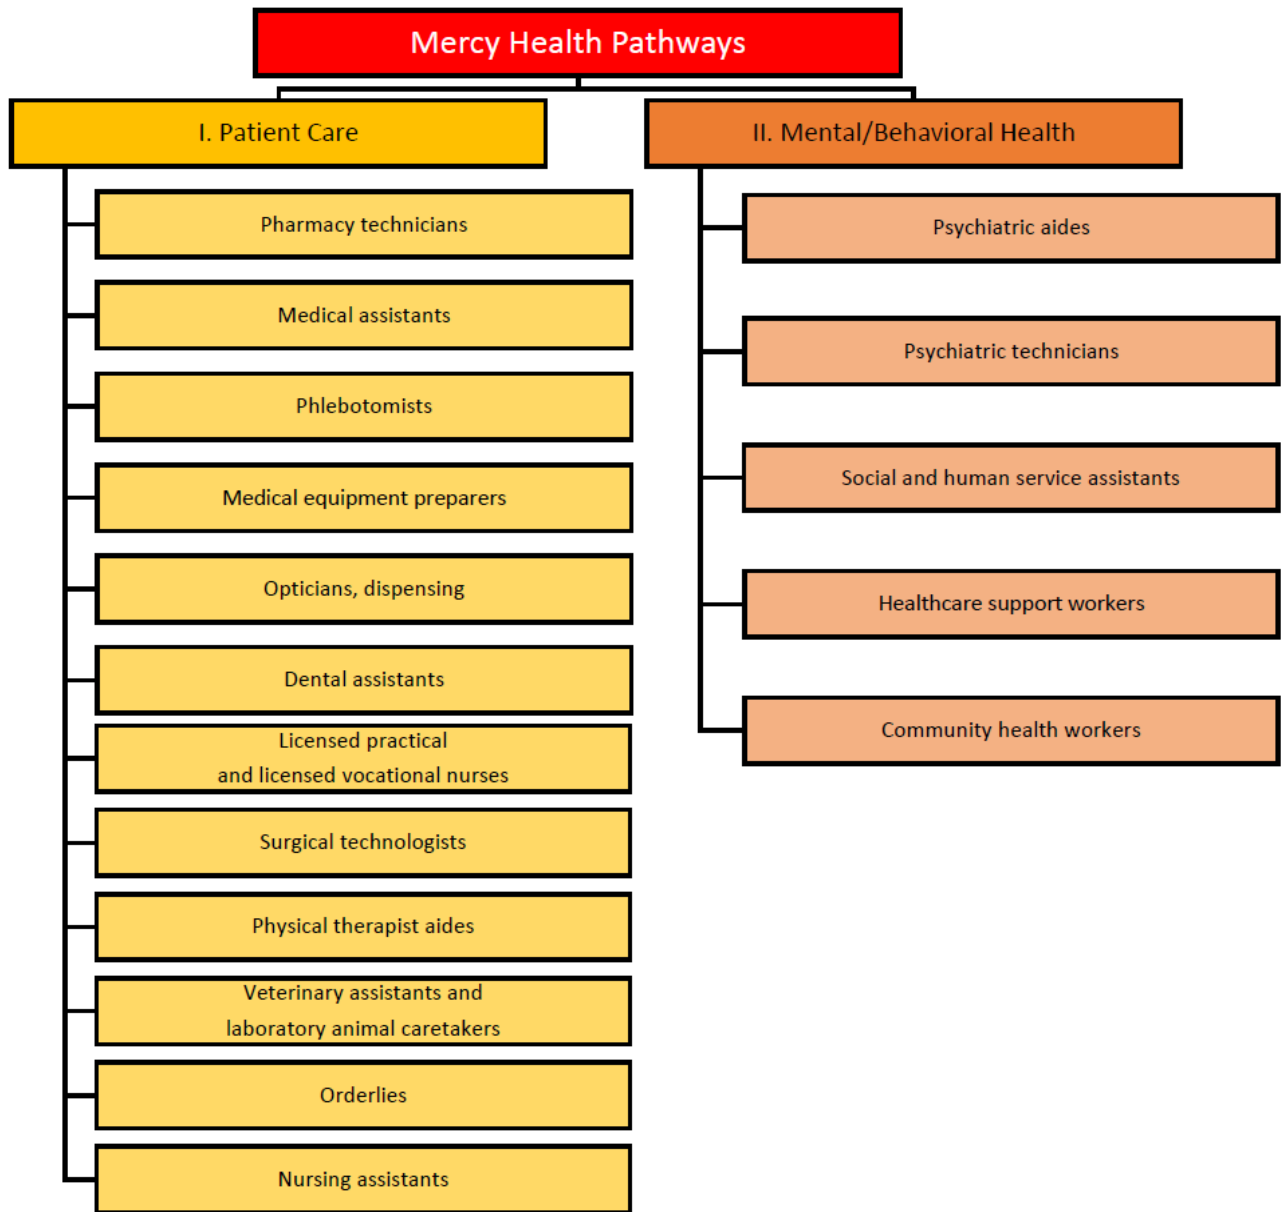 Mercy Health Pathways
I. Patient Care
Pharmacy technicians
Medical assistants
Phlebotomists
Medical equipment preparers
Opticians, dispensing
Dental assistants
Licensed practical
and licensed vocational nurses
Surgical technologists
Physical therapist aides
Veterinary assistants and
laboratory animal caretakers
Orderlies
Nursing assistants
II. Mental/Behavioral Health
Psychiatric aides
Psychiatric technicians
Social and human service assistants
Healthcare support workers
Community health workers